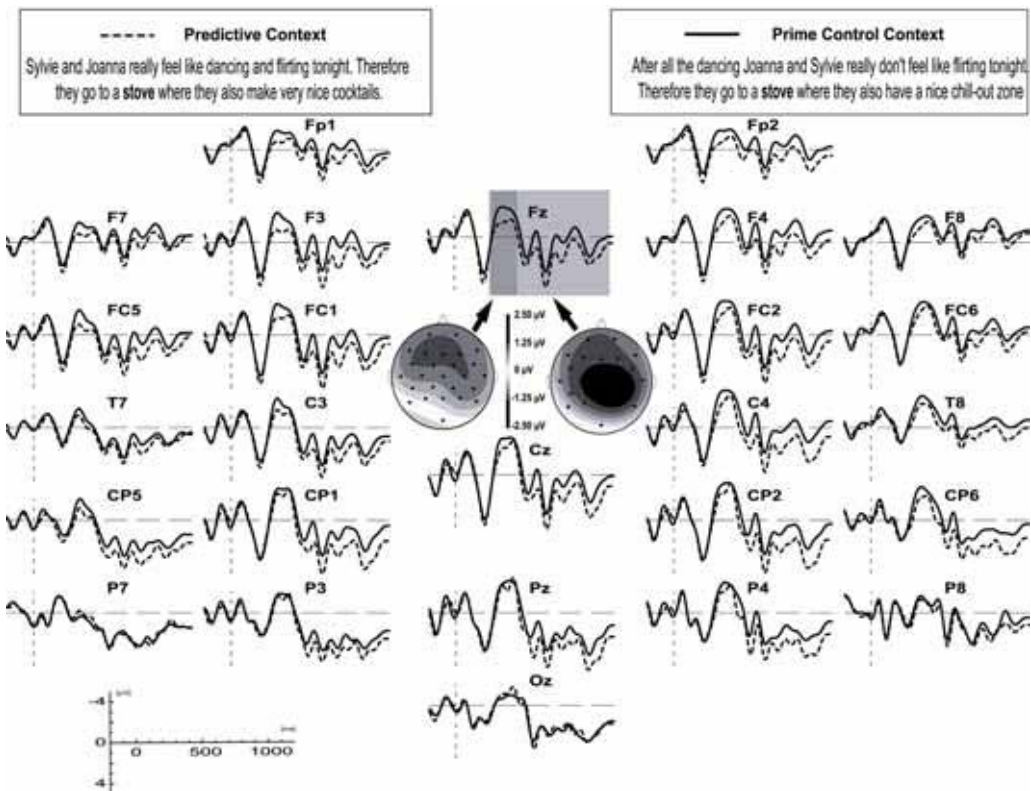 Predictive Context
Sylvie and Joanna really feel like dancing and flirting tonight. Therefore
they go to a stove where they also make very nice cocktails.
Prime Control Context
After all the dancing Joanna and Sylvie really don't feel like flirting tonight.
Therefore they go to a stove where they also have a nice chill-out zone
Fp1
Fp2
F7
F3
Fz
F4
F8
FC5
FC1
2.50 µV
1.25 µV
0 µV
-1.25 µV
-2.50 µV
FC2
FC6
T7
C3
Cz
C4
T8
CP5
CP1
CP2
CP6
P7
P3
Pz
P4
P8
Oz
-4
0
4
0 500 1100